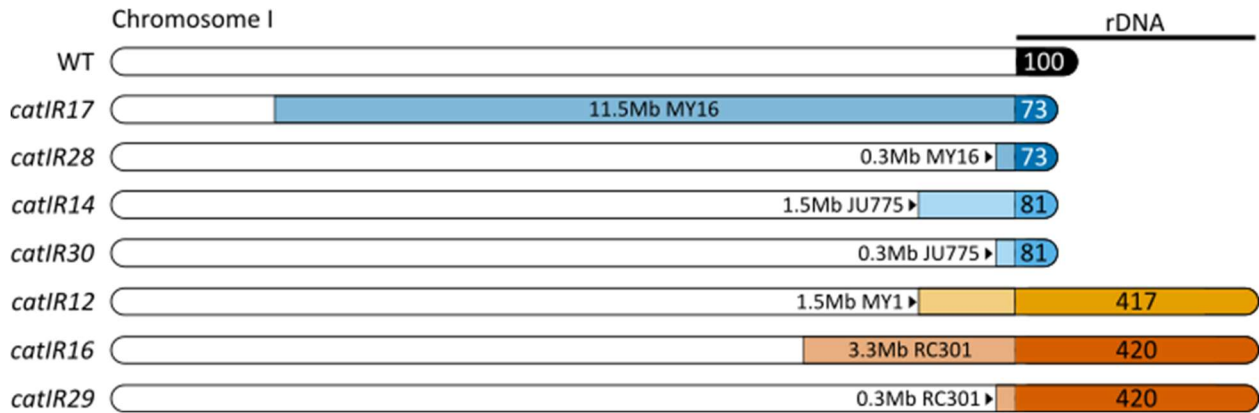 Chromosome I
rDNA
WT 100
catIR17 11.5Mb MY16 73
catIR28 0.3Mb MY16 73
catIR14 1.5Mb JU775 81
catIR30 0.3Mb JU775 81
catIR12 1.5Mb MY1 417
catIR16 3.3Mb RC301 420
catIR29 0.3Mb RC301 420